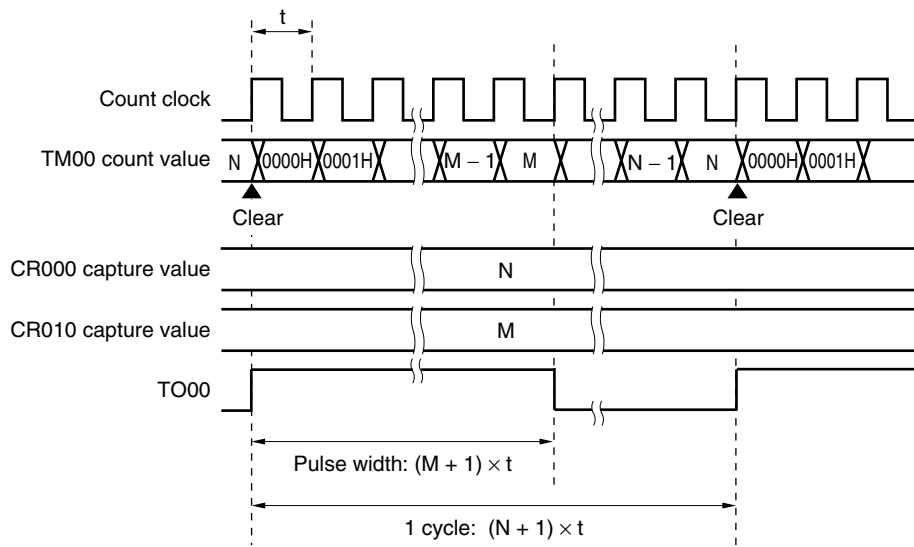 t
Count clock
TM00 count value N 0000H 0001H M – 1 M N – 1 N 0000H 0001H
Clear Clear
CR000 capture value N
CR010 capture value M
TO00
Pulse width: (M + 1) × t
1 cycle: (N + 1) × t